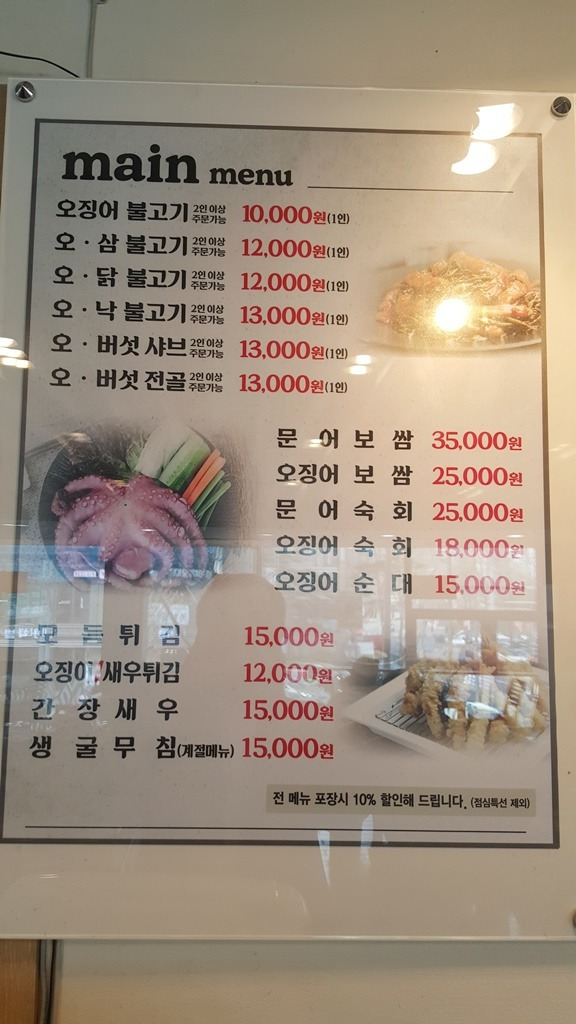 main menu
오징어 불고기 2인 이상 주문가능 10,000원(1인)
오·삼 불고기 2인 이상 주문가능 12,000원(1인)
오·닭 불고기 2인 이상 주문가능 12,000원(1인)
오·낙 불고기 2인 이상 주문가능 13,000원(1인)
오·버섯 샤브 2인 이상 주문가능 13,000원(1인)
오·버섯 전골 2인 이상 주문가능 13,000원(1인)
문어보쌈 35,000원
오징어보쌈 25,000원
문어숙회 25,000원
오징어숙회 18,000원
오징어순대 15,000원
모듬튀김 15,000원
오징어/새우튀김 12,000원
간장새우 15,000원
생굴무침(계절메뉴) 15,000원
전 메뉴 포장시 10% 할인해 드립니다. (점심특선 제외)